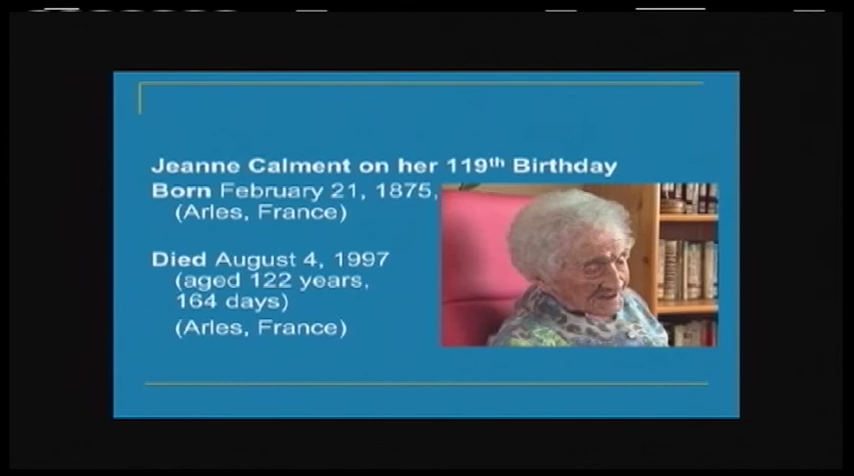 Jeanne Calment on her 119th Birthday
Born February 21, 1875,
(Arles, France)
Died August 4, 1997
(aged 122 years,
164 days)
(Arles, France)